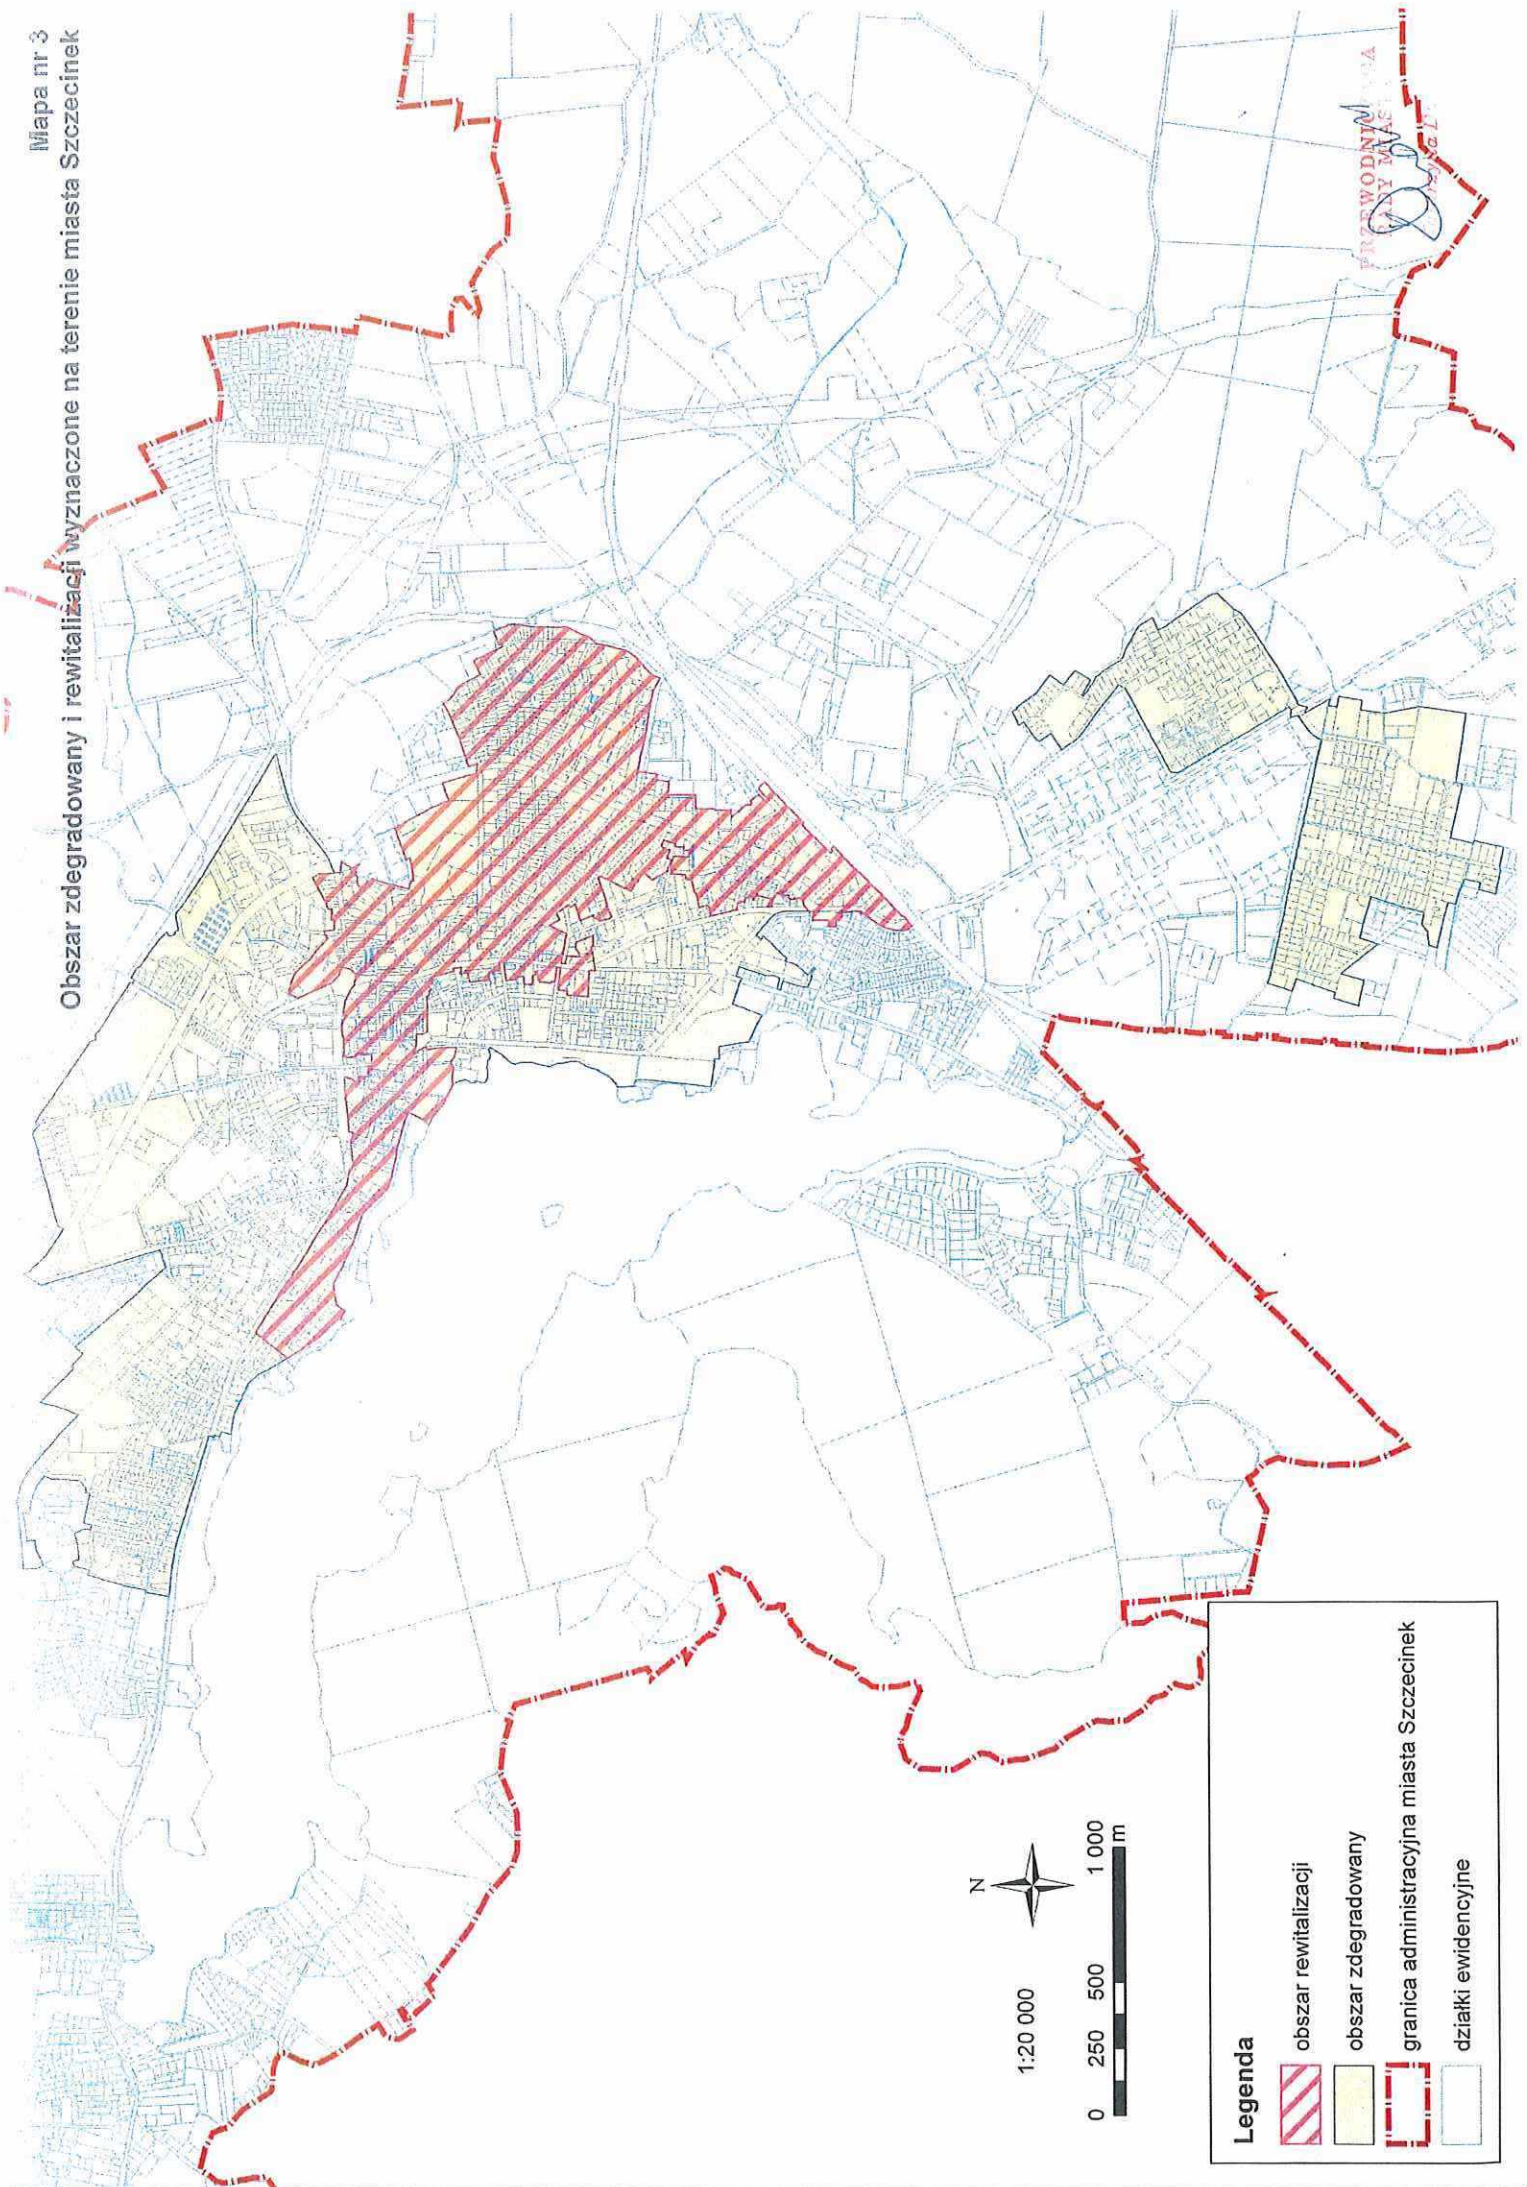 Mapa nr 3
Obszar zdegradowany i rewitalizacji wyznaczone na terenie miasta Szczecinek
N
1:20 000
0 250 500 1 000
m
Legenda
obszar rewitalizacji
obszar zdegradowany
granica administracyjna miasta Szczecinek
działki ewidencyjne
RADY